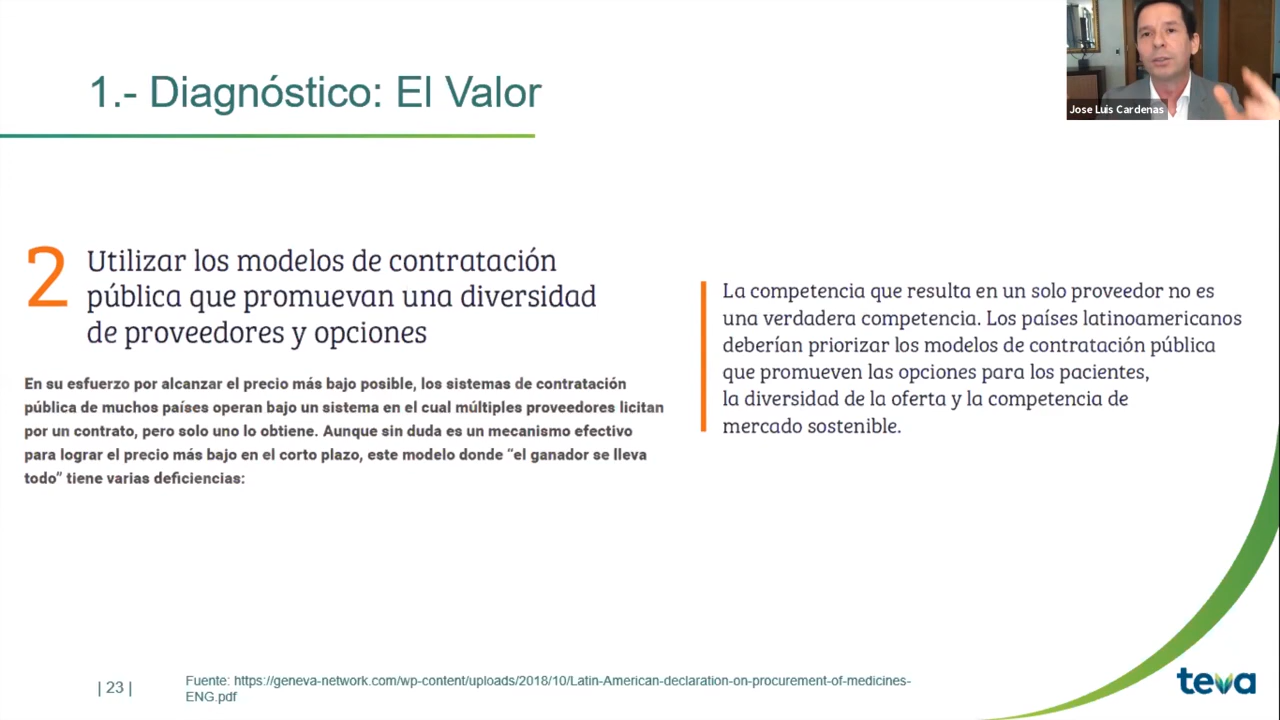 1.- Diagnóstico: El Valor
Jose Luis Cardenas
2
Utilizar los modelos de contratación
pública que promuevan una diversidad
de proveedores y opciones
En su esfuerzo por alcanzar el precio más bajo posible, los sistemas de contratación
pública de muchos países operan bajo un sistema en el cual múltiples proveedores licitan
por un contrato, pero solo uno lo obtiene. Aunque sin duda es un mecanismo efectivo
para lograr el precio más bajo en el corto plazo, este modelo donde “el ganador se lleva
todo” tiene varias deficiencias:
La competencia que resulta en un solo proveedor no es
una verdadera competencia. Los países latinoamericanos
deberían priorizar los modelos de contratación pública
que promueven las opciones para los pacientes,
la diversidad de la oferta y la competencia de
mercado sostenible.
| 23 |
Fuente: https://geneva-network.com/wp-content/uploads/2018/10/Latin-American-declaration-on-procurement-of-medicines-
ENG.pdf
teva